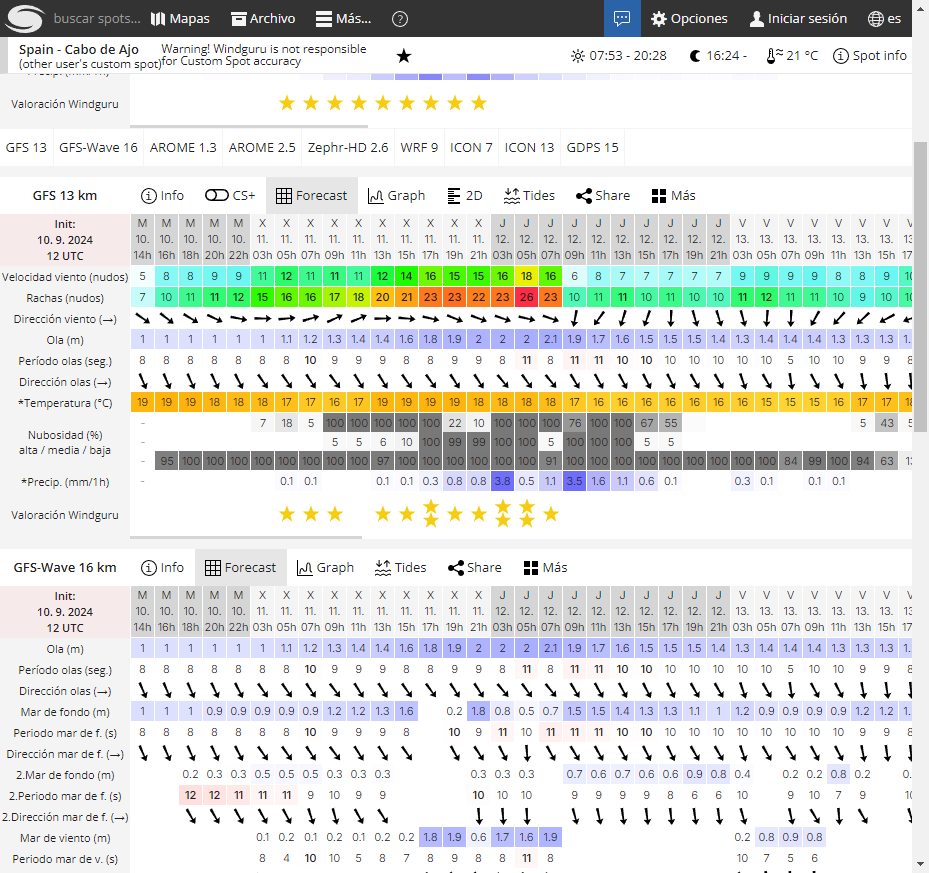 buscar spots... Mapas Archivo Más... ? Opciones Iniciar sesión es
Spain - Cabo de Ajo
(other user's custom spot)
Warning! Windguru is not responsible
for Custom Spot accuracy
07:53 - 20:28 16:24 - 21 °C Spot info
Valoración Windguru
GFS 13 GFS-Wave 16 AROME 1.3 AROME 2.5 Zephr-HD 2.6 WRF 9 ICON 7 ICON 13 GDPS 15
GFS 13 km Info CS+ Forecast Graph 2D Tides Share Más
Init: M M M M M X X X X X X X X X X J J J J J J J J J J V V V V V V V
10. 9. 2024 10. 10. 10. 10. 10. 11. 11. 11. 11. 11. 11. 11. 11. 11. 11. 12. 12. 12. 12. 12. 12. 12. 12. 12. 12. 13. 13. 13. 13. 13. 13. 13.
12 UTC 14h 16h 18h 20h 22h 03h 05h 07h 09h 11h 13h 15h 17h 19h 21h 03h 05h 07h 09h 11h 13h 15h 17h 19h 21h 03h 05h 07h 09h 11h 13h 15h
Velocidad viento (nudos) 5 8 8 9 9 11 12 11 11 11 12 14 16 15 15 16 18 16 6 8 7 7 7 7 7 9 9 9 9 8 8 9
Rachas (nudos) 7 10 11 11 12 15 16 16 17 18 20 21 23 23 22 23 26 23 10 11 11 10 11 10 10 11 12 11 11 10 9 10
Dirección viento (→)
Ola (m) 1 1 1 1 1 1 1.1 1.2 1.3 1.4 1.4 1.6 1.8 1.9 2 2 2 2.1 1.9 1.7 1.6 1.5 1.5 1.4 1.3 1.3 1.3 1.3 1.4 1.3 1.3 1.4
Período olas (seg.) 8 8 8 8 8 8 8 10 9 9 9 8 8 9 9 8 11 8 11 11 10 10 10 10 10 10 10 5 10 10 9 9
Dirección olas (→)
*Temperatura (°C) 19 19 19 18 18 18 17 17 16 17 19 19 19 19 18 18 18 18 17 16 16 16 16 16 16 16 15 15 15 16 17 17
Nubosidad (%)
alta / media / baja
- 7 18 5 100 100 100 100 100 22 10 100 100 100 76 100 100 67 55 5 43
- 5 5 6 10 100 99 99 100 100 5 100 100 100 5 5
- 95 100 100 100 100 100 100 100 100 97 100 100 100 100 100 100 91 100 100 100 100 100 100 100 100 100 84 99 100 94 63
*Precip. (mm/1h) - 0.1 0.1 0.1 0.1 0.3 0.8 0.8 3.8 0.5 1.1 3.5 1.6 1.1 0.6 0.1 0.3 0.1 0.1 0.1
Valoración Windguru
GFS-Wave 16 km Info Forecast Graph Tides Share Más
Init: M M M M M X X X X X X X X X X J J J J J J J J J J V V V V V V V
10. 9. 2024 10. 10. 10. 10. 10. 11. 11. 11. 11. 11. 11. 11. 11. 11. 11. 12. 12. 12. 12. 12. 12. 12. 12. 12. 12. 13. 13. 13. 13. 13. 13. 13.
12 UTC 14h 16h 18h 20h 22h 03h 05h 07h 09h 11h 13h 15h 17h 19h 21h 03h 05h 07h 09h 11h 13h 15h 17h 19h 21h 03h 05h 07h 09h 11h 13h 15h
Ola (m) 1 1 1 1 1 1 1.1 1.2 1.3 1.4 1.4 1.6 1.8 1.9 2 2 2 2.1 1.9 1.7 1.6 1.5 1.5 1.4 1.3 1.3 1.3 1.3 1.4 1.3 1.3 1.4
Período olas (seg.) 8 8 8 8 8 8 8 10 9 9 9 8 8 9 9 8 11 8 11 11 10 10 10 10 10 10 10 5 10 10 9 9
Dirección olas (→)
Mar de fondo (m) 1 1 1 0.9 0.9 0.9 0.9 0.9 1.2 1.2 1.3 1.6 0.2 1.8 0.8 0.5 0.7 1.5 1.5 1.4 1.3 1.3 1.1 1 1.2 0.9 0.9 0.9 0.9 1.2 1.2
Periodo mar de f. (s) 8 8 8 8 8 8 8 10 9 9 9 8 10 9 11 10 11 11 11 10 10 10 10 10 10 10 10 10 10 9 9
Dirección mar de f. (→)
2.Mar de fondo (m) 0.2 0.3 0.3 0.5 0.5 0.5 0.3 0.3 0.3 0.3 0.3 0.3 0.7 0.6 0.7 0.6 0.6 0.9 0.8 0.4 0.2 0.2 0.8 0.2
2.Periodo mar de f. (s) 12 12 11 11 11 9 10 9 9 10 10 10 9 9 9 9 8 6 6 10 9 10 7 9
2.Dirección mar de f. (→)
Mar de viento (m) 0.1 0.2 0.1 0.2 0.1 0.2 0.2 1.8 1.9 0.6 1.7 1.6 1.9 0.2 0.8 0.9 0.8
Periodo mar de v. (s) 8 4 10 10 5 8 7 8 9 8 8 11 8 10 7 5 6